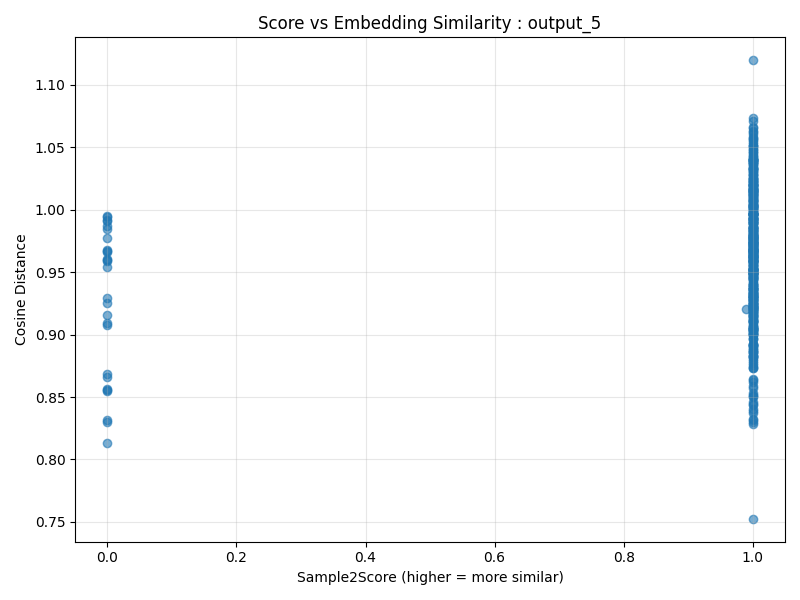 Score vs Embedding Similarity : output_5
1.10
1.05
1.00
0.95
0.90
0.85
0.80
0.75
Cosine Distance
0.0 0.2 0.4 0.6 0.8 1.0
Sample2Score (higher = more similar)